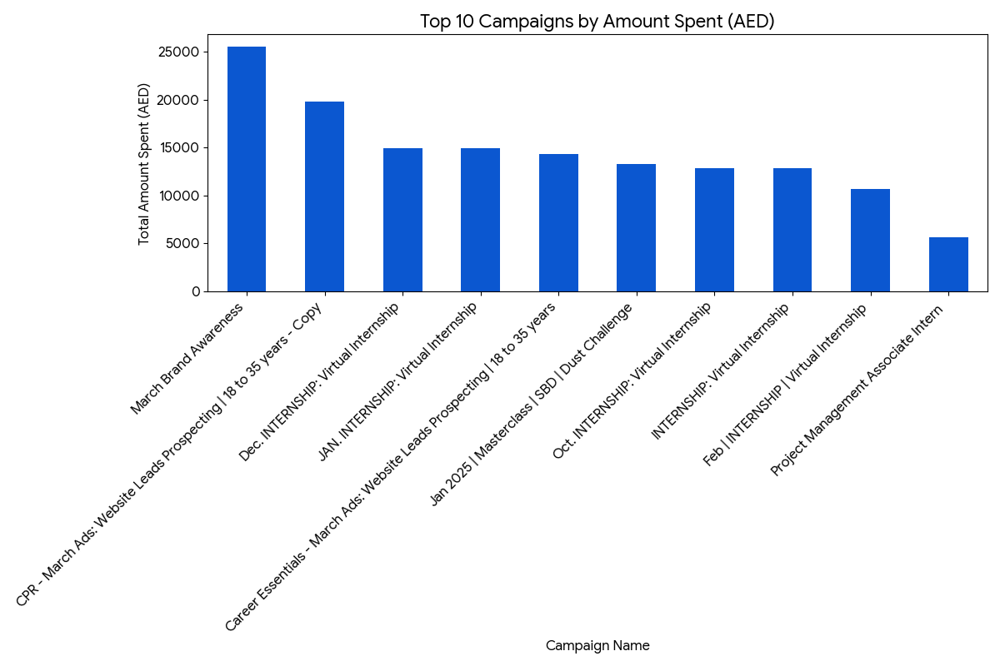 Top 10 Campaigns by Amount Spent (AED)
Total Amount Spent (AED)
25000
20000
15000
10000
5000
0
March Brand Awareness
CPR - March Ads: Website Leads Prospecting | 18 to 35 years - Copy
Dec. INTERNSHIP: Virtual Internship
JAN. INTERNSHIP: Virtual Internship
Career Essentials - March Ads: Website Leads Prospecting | 18 to 35 years
Jan 2025 | Masterclass | SBD | Dust Challenge
Oct. INTERNSHIP: Virtual Internship
INTERNSHIP: Virtual Internship
Feb | INTERNSHIP | Virtual Internship
Project Management Associate Intern
Campaign Name